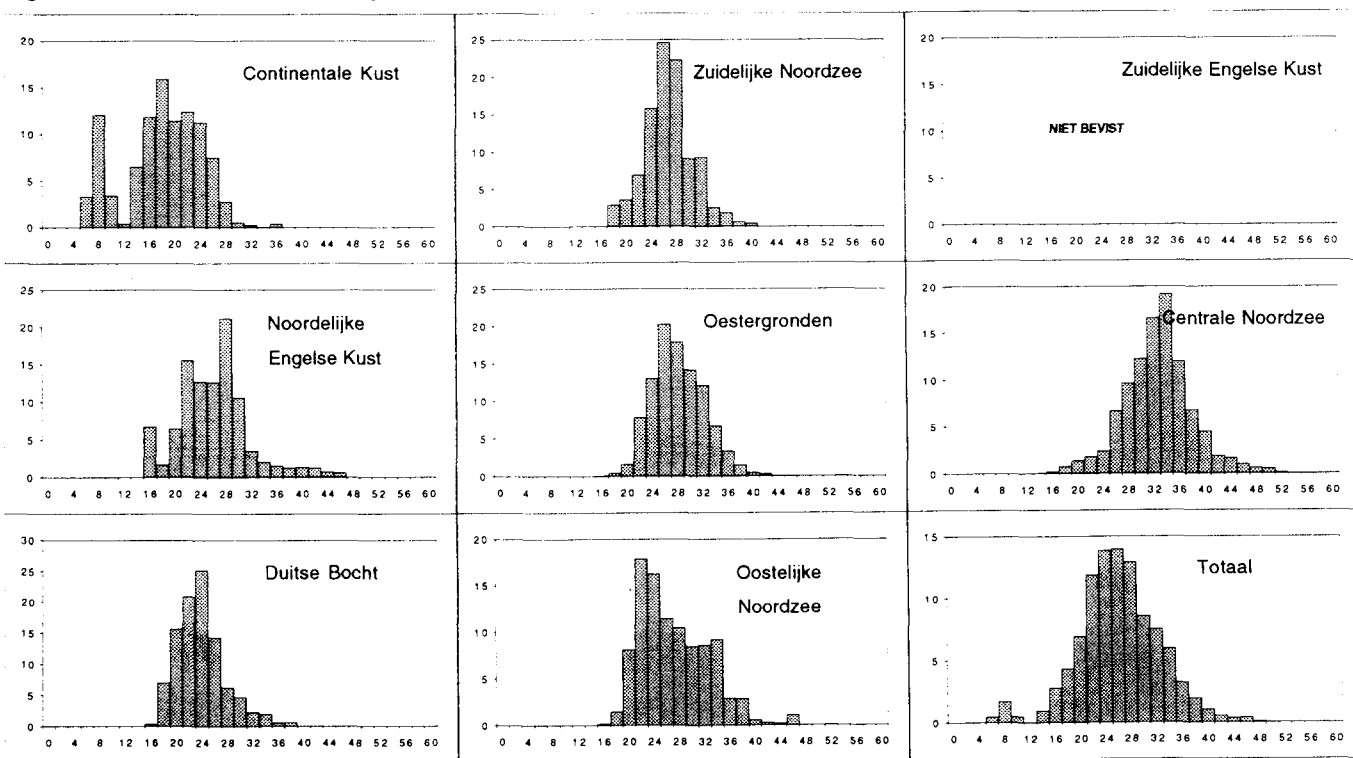 20
15
10
5
0
Continentale Kust
0 4 8 12 16 20 24 28 32 36 40 44 48 52 56 60
25
20
15
10
5
0
Zuidelijke Noordzee
0 4 8 12 16 20 24 28 32 36 40 44 48 52 56 60
20
15
10
5
0
Zuidelijke Engelse Kust
NIET BEVIST
0 4 8 12 16 20 24 28 32 36 40 44 48 52 56 60
25
20
15
10
5
0
Noordelijke
Engelse Kust
0 4 8 12 16 20 24 28 32 36 40 44 48 52 56 60
25
20
15
10
5
0
Oestergronden
0 4 8 12 16 20 24 28 32 36 40 44 48 52 56 60
20
15
10
5
0
Centrale Noordzee
0 4 8 12 16 20 24 28 32 36 40 44 48 52 56 60
30
25
20
15
10
5
0
Duitse Bocht
0 4 8 12 16 20 24 28 32 36 40 44 48 52 56 60
20
15
10
5
0
Oostelijke
Noordzee
0 4 8 12 16 20 24 28 32 36 40 44 48 52 56 60
15
10
5
0
Totaal
0 4 8 12 16 20 24 28 32 36 40 44 48 52 56 60